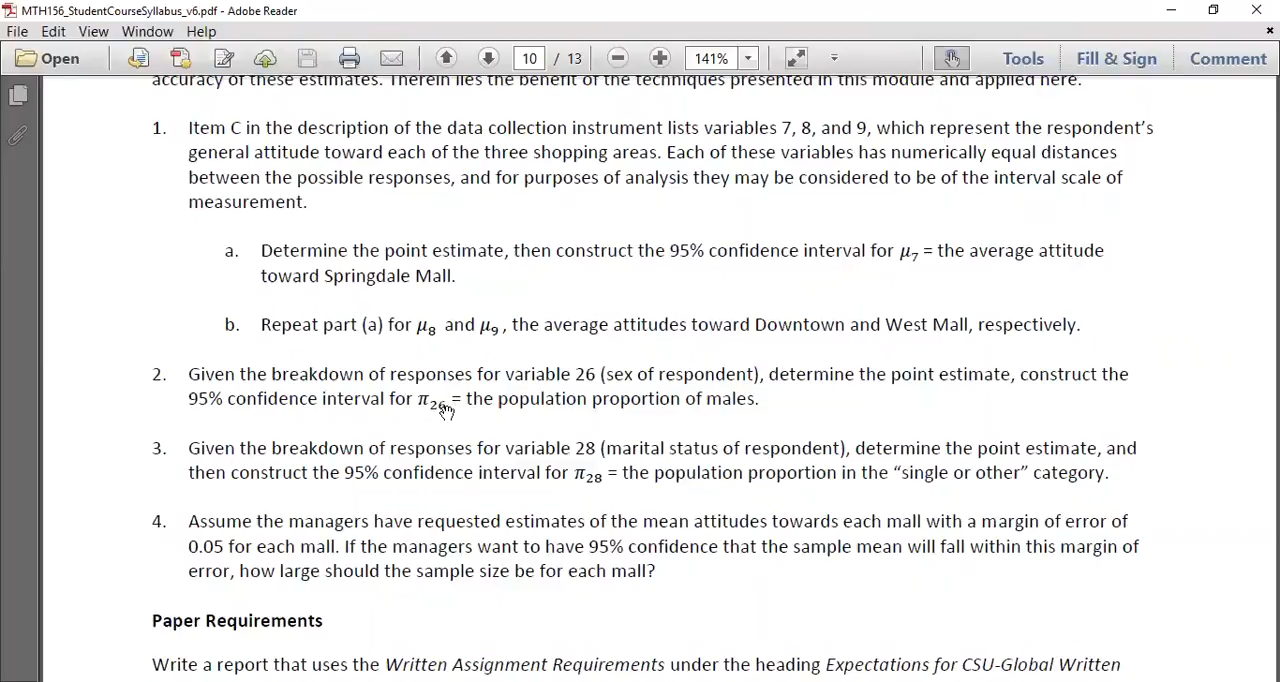 MTH156_StudentCourseSyllabus_v6.pdf - Adobe Reader
File Edit View Window Help
Open 10 / 13 141% Tools Fill & Sign Comment
accuracy of these estimates. Therein lies the benefit of the techniques presented in this module and applied here.
1. Item C in the description of the data collection instrument lists variables 7, 8, and 9, which represent the respondent's
general attitude toward each of the three shopping areas. Each of these variables has numerically equal distances
between the possible responses, and for purposes of analysis they may be considered to be of the interval scale of
measurement.
a. Determine the point estimate, then construct the 95% confidence interval for μ₇ = the average attitude
toward Springdale Mall.
b. Repeat part (a) for μ₈ and μ₉, the average attitudes toward Downtown and West Mall, respectively.
2. Given the breakdown of responses for variable 26 (sex of respondent), determine the point estimate, construct the
95% confidence interval for π₂₆ = the population proportion of males.
3. Given the breakdown of responses for variable 28 (marital status of respondent), determine the point estimate, and
then construct the 95% confidence interval for π₂₈ = the population proportion in the "single or other" category.
4. Assume the managers have requested estimates of the mean attitudes towards each mall with a margin of error of
0.05 for each mall. If the managers want to have 95% confidence that the sample mean will fall within this margin of
error, how large should the sample size be for each mall?
Paper Requirements
Write a report that uses the Written Assignment Requirements under the heading Expectations for CSU-Global Written